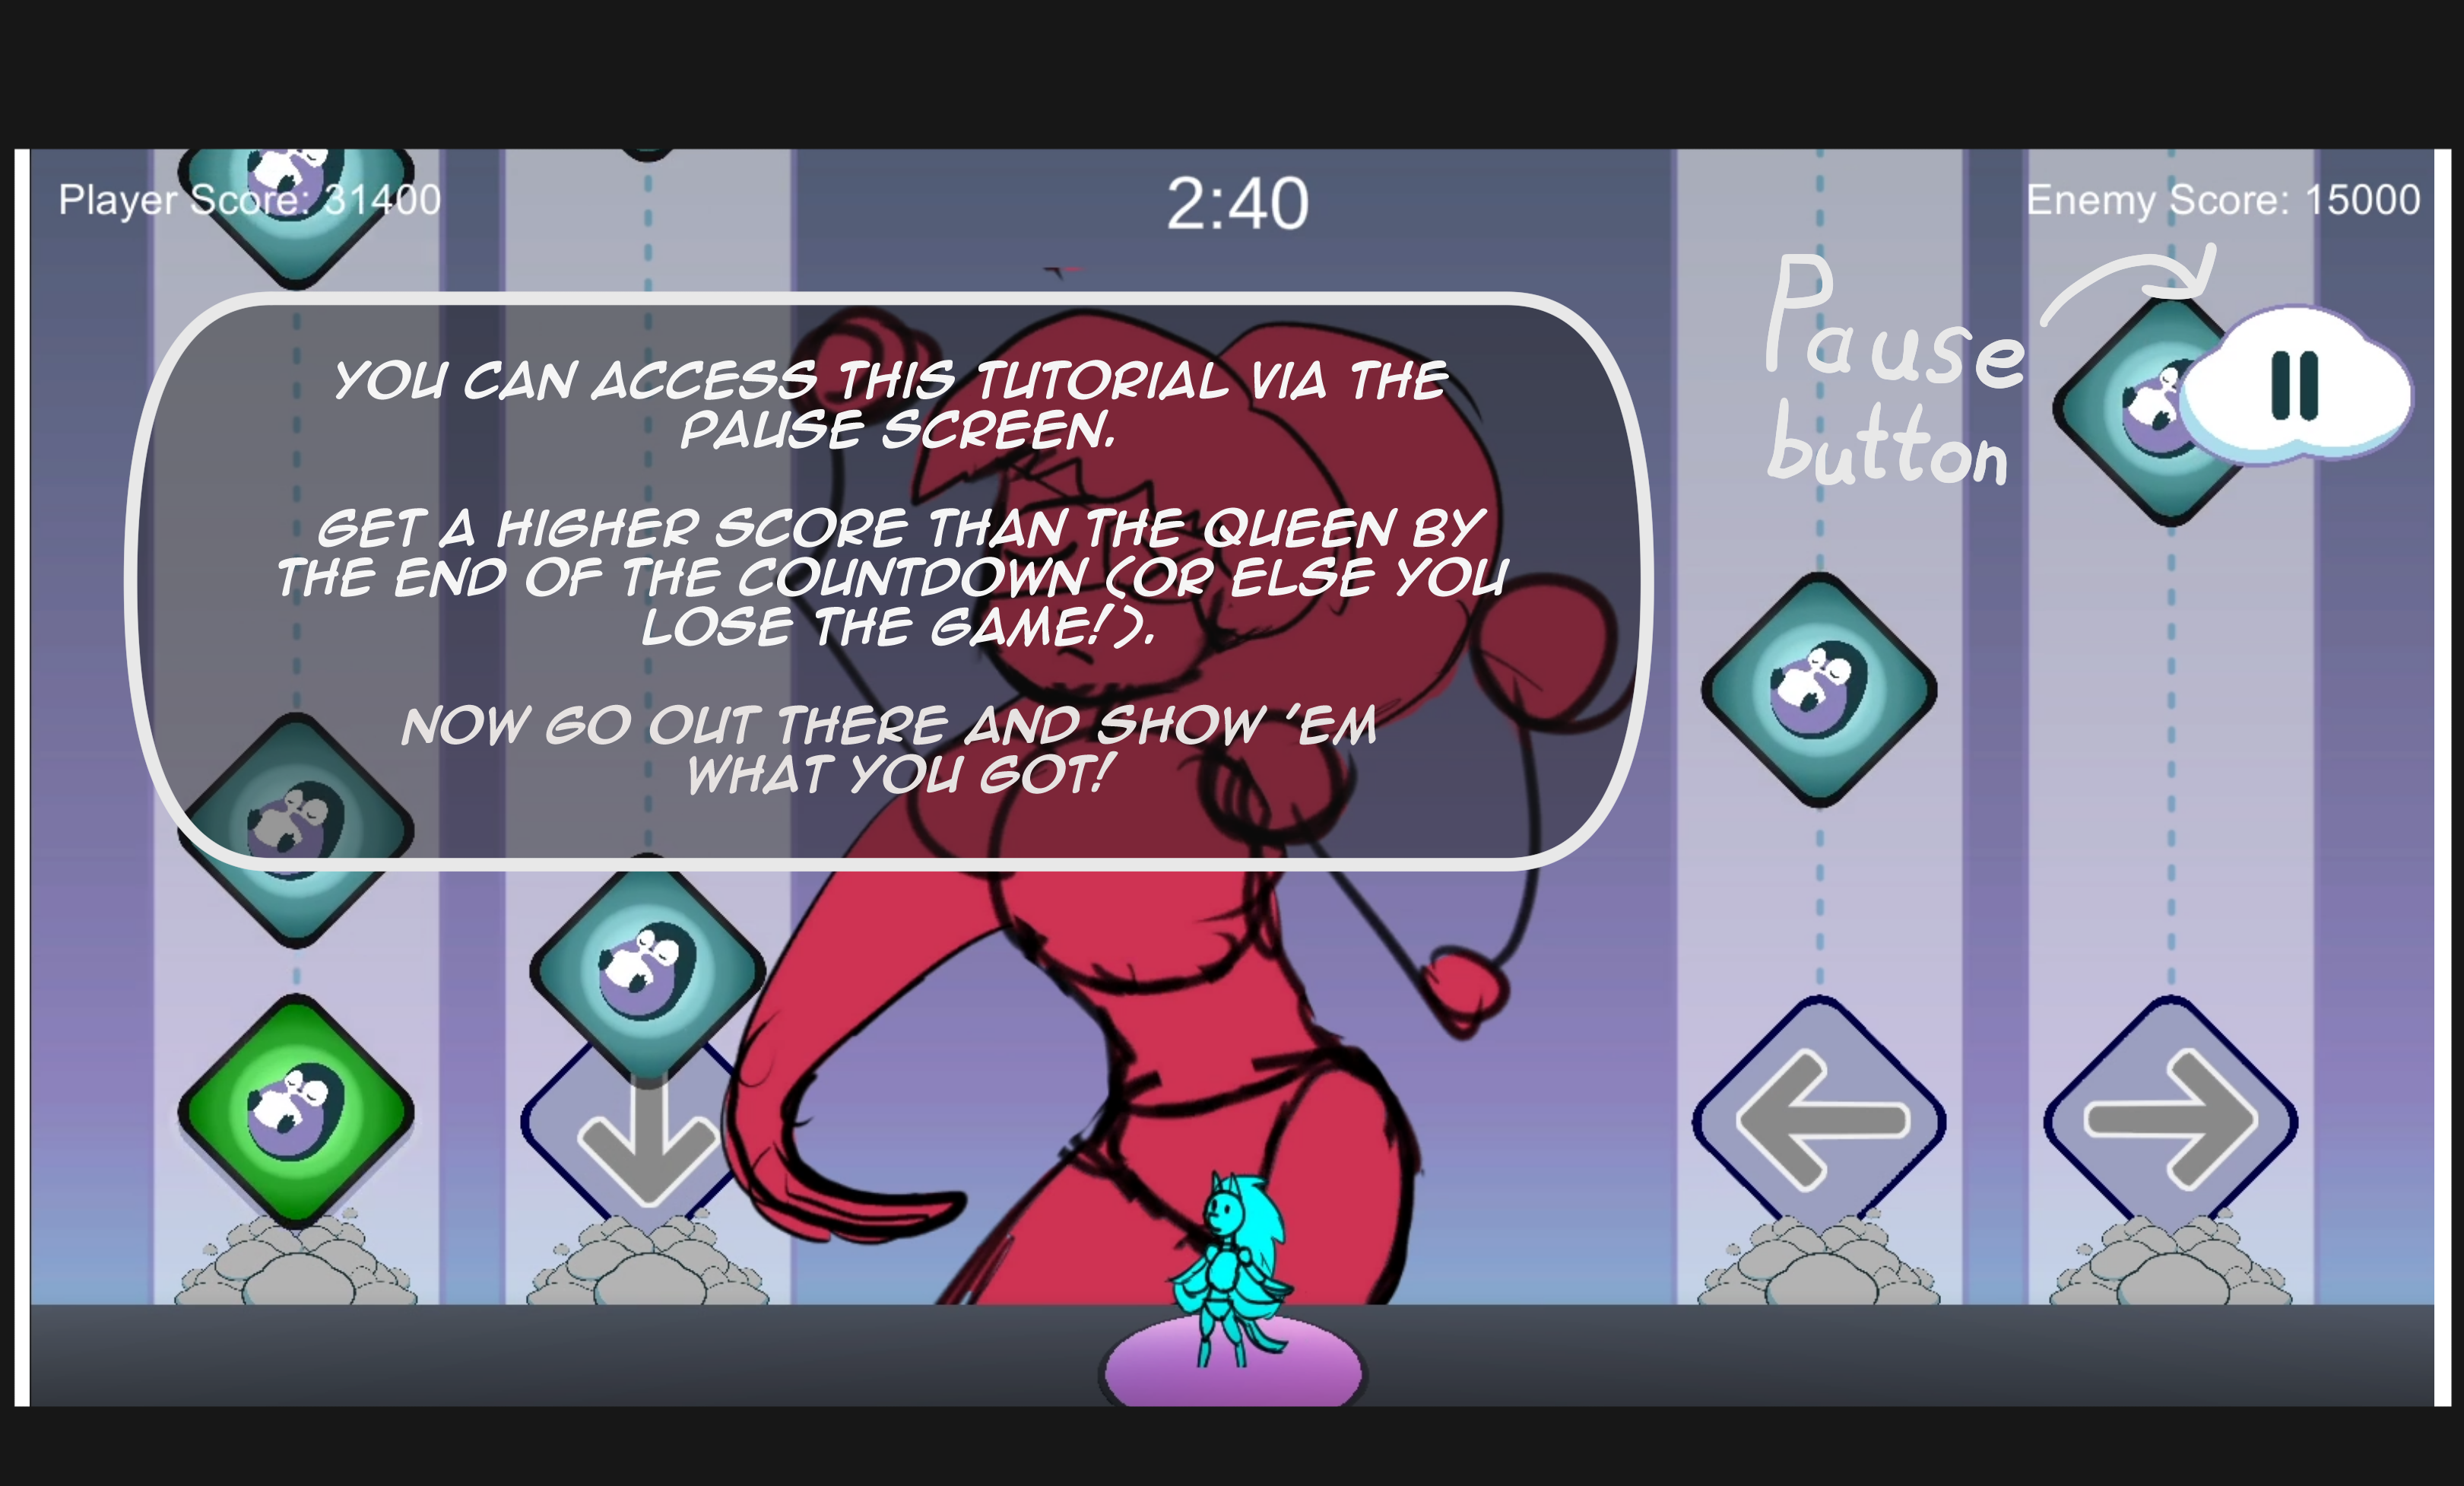 Player Score: 31400
2:40
Enemy Score: 15000
Pause
button
YOU CAN ACCESS THIS TUTORIAL VIA THE
PAUSE SCREEN.
GET A HIGHER SCORE THAN THE QUEEN BY
THE END OF THE COUNTDOWN (OR ELSE YOU
LOSE THE GAME!).
NOW GO OUT THERE AND SHOW 'EM
WHAT YOU GOT!